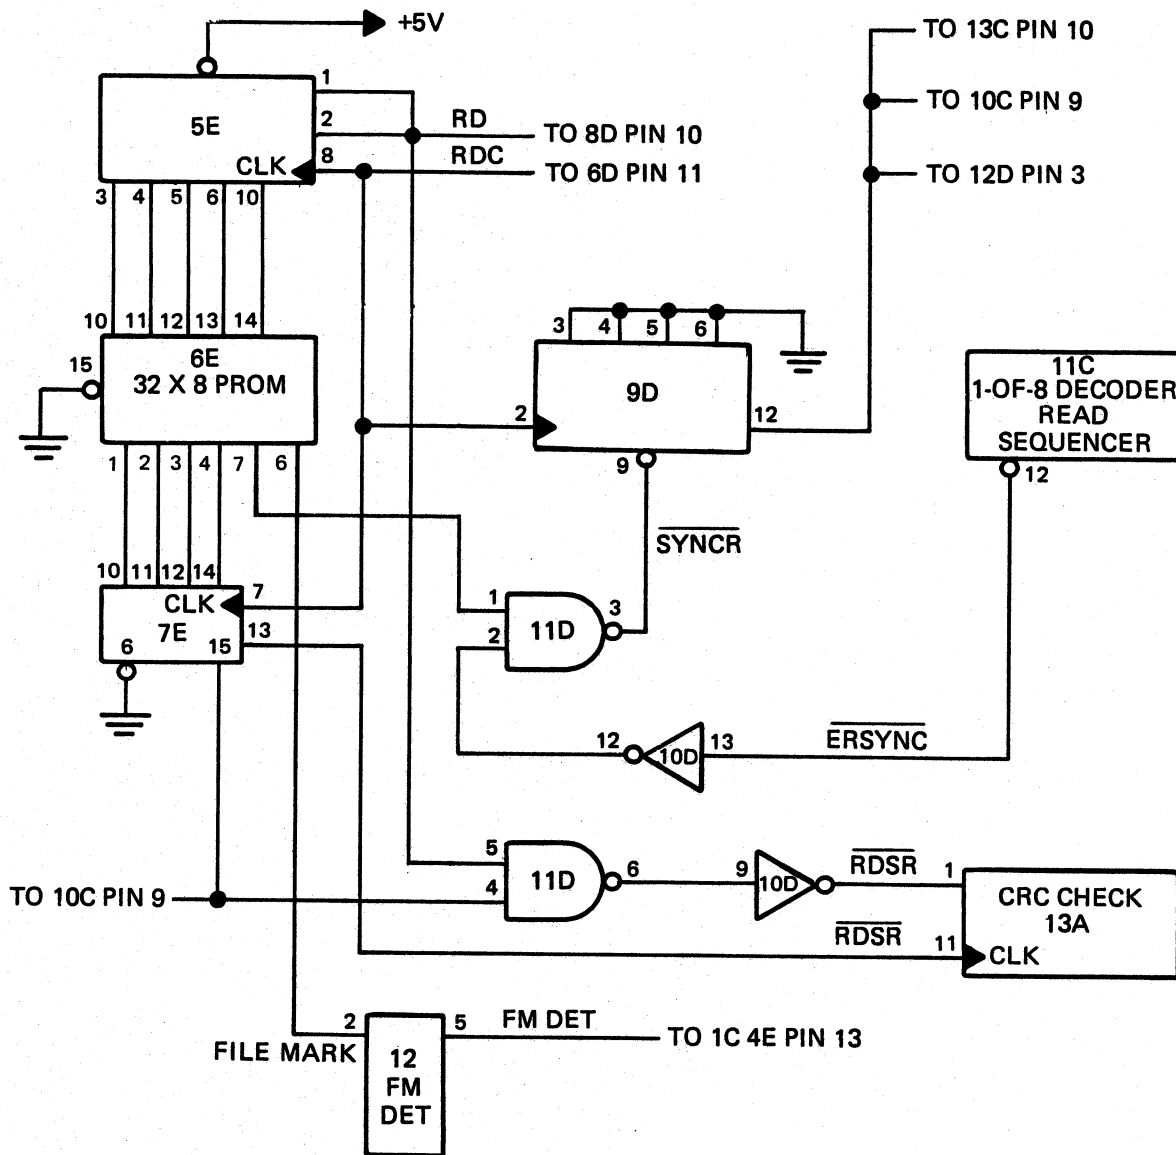 +5V
TO 13C PIN 10
1
TO 10C PIN 9
5E
2
RD
TO 8D PIN 10
CLK
8
RDC
TO 6D PIN 11
TO 12D PIN 3
3 4 5 6 10
10 11 12 13 14
3 4 5 6
15
6E
32 X 8 PROM
9D
2
12
9
11C
1-OF-8 DECODER
READ
SEQUENCER
12
1 2 3 4 7 6
SYNCR
10 11 12 14
CLK
7
7E
13
6 15
1
2
11D
3
12
10D
13
ERSYNC
5
4
11D
6
9
10D
RDSR
1
TO 10C PIN 9
CRC CHECK
13A
RDSR
11
CLK
2
FILE MARK
12
FM
DET
5
FM DET
TO 1C 4E PIN 13